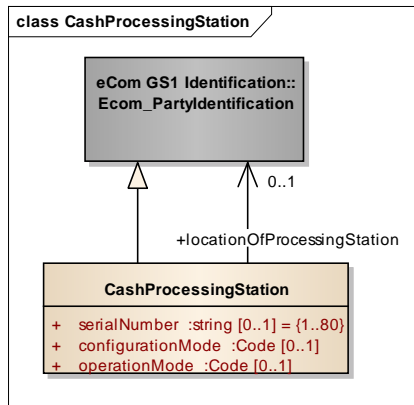 class CashProcessingStation
eCom GS1 Identification::
Ecom_PartyIdentification
0..1
+locationOfProcessingStation
CashProcessingStation
+ serialNumber :string [0..1] = {1..80}
+ configurationMode :Code [0..1]
+ operationMode :Code [0..1]